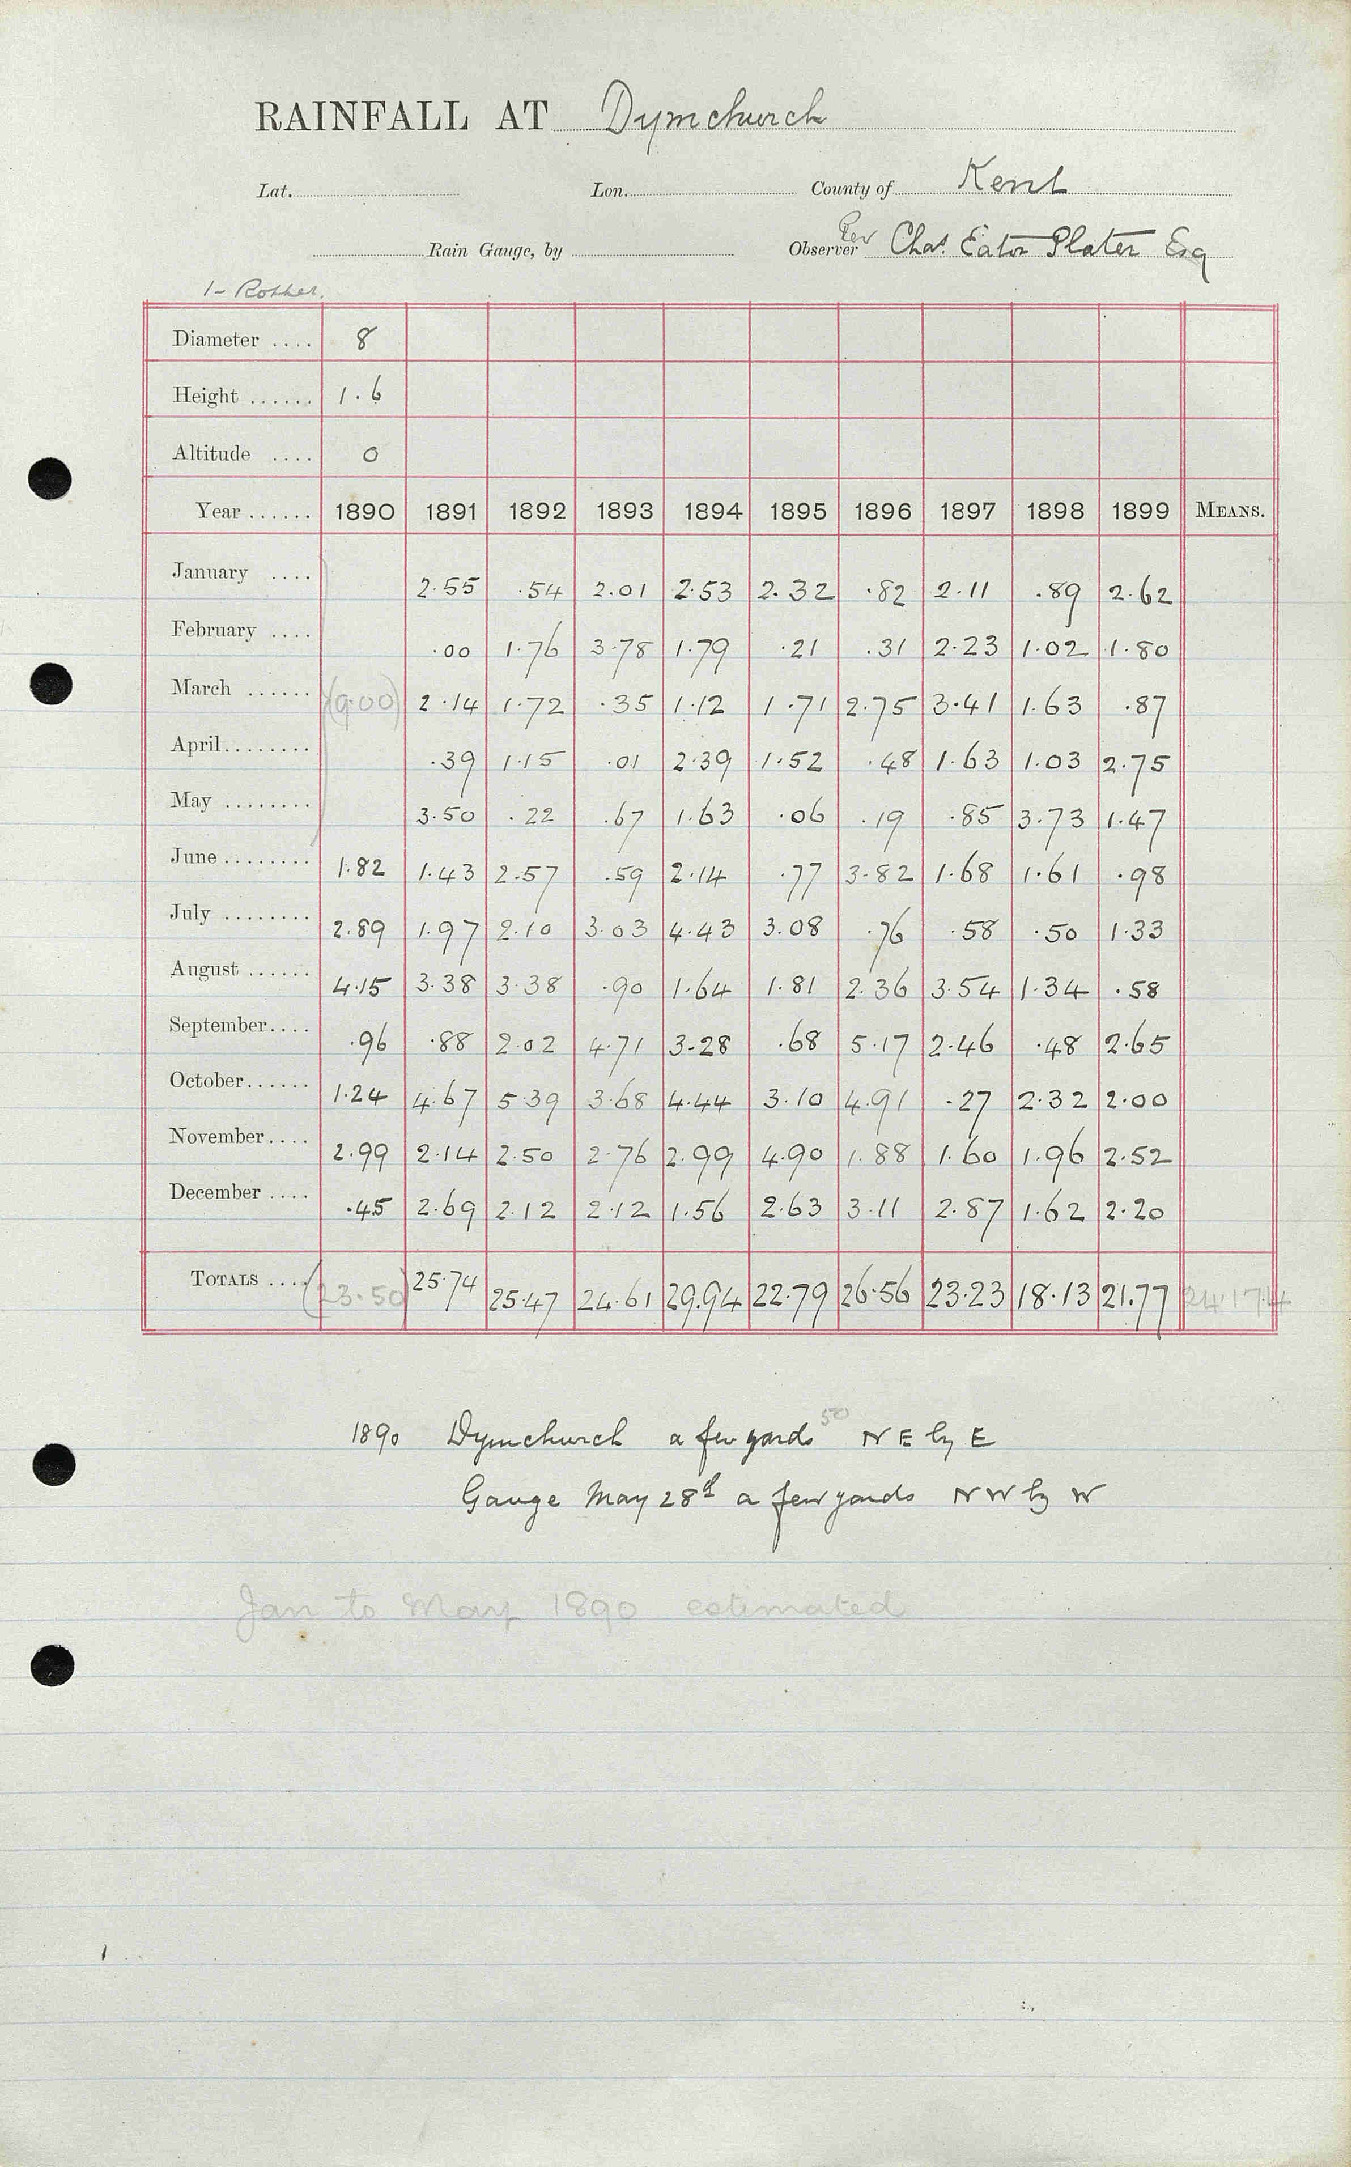 RAINFALL AT Dymchurch
Lat. Lon. County of Kent
Rain Gauge, by Observer Per Chas. Eaton Plater Esq
1- Rother.
Diameter .... 8
Height ...... 1.6
Altitude .... 0
Year ...... 1890 1891 1892 1893 1894 1895 1896 1897 1898 1899 MEANS.
January .... 2.55 .54 2.01 2.53 2.32 .82 2.11 .89 2.62
February .... .00 1.76 3.78 1.79 .21 .31 2.23 1.02 1.80
March ...... (9.00) 2.14 1.72 .35 1.12 1.71 2.75 3.41 1.63 .87
April........ .39 1.15 .01 2.39 1.52 .48 1.63 1.03 2.75
May ........ 3.50 .22 .67 1.63 .06 .19 .85 3.73 1.47
June ........ 1.82 1.43 2.57 .59 2.14 .77 3.82 1.68 1.61 .98
July ........ 2.89 1.97 2.10 3.03 4.43 3.08 .76 .58 .50 1.33
August ...... 4.15 3.38 3.38 .90 1.64 1.81 2.36 3.54 1.34 .58
September.... .96 .88 2.02 4.71 3.28 .68 5.17 2.46 .48 2.65
October...... 1.24 4.67 5.39 3.68 4.44 3.10 4.91 .27 2.32 2.00
November.... 2.99 2.14 2.50 2.76 2.99 4.90 1.88 1.60 1.96 2.52
December .... .45 2.69 2.12 2.12 1.56 2.63 3.11 2.87 1.62 2.20
TOTALS .... (23.50) 25.74 25.47 24.61 29.94 22.79 26.56 23.23 18.13 21.77 24.174
1890 Dymchurch a few yards 50 N E by E
Gauge May 28th a few yards N W by W
Jan to May 1890 estimated